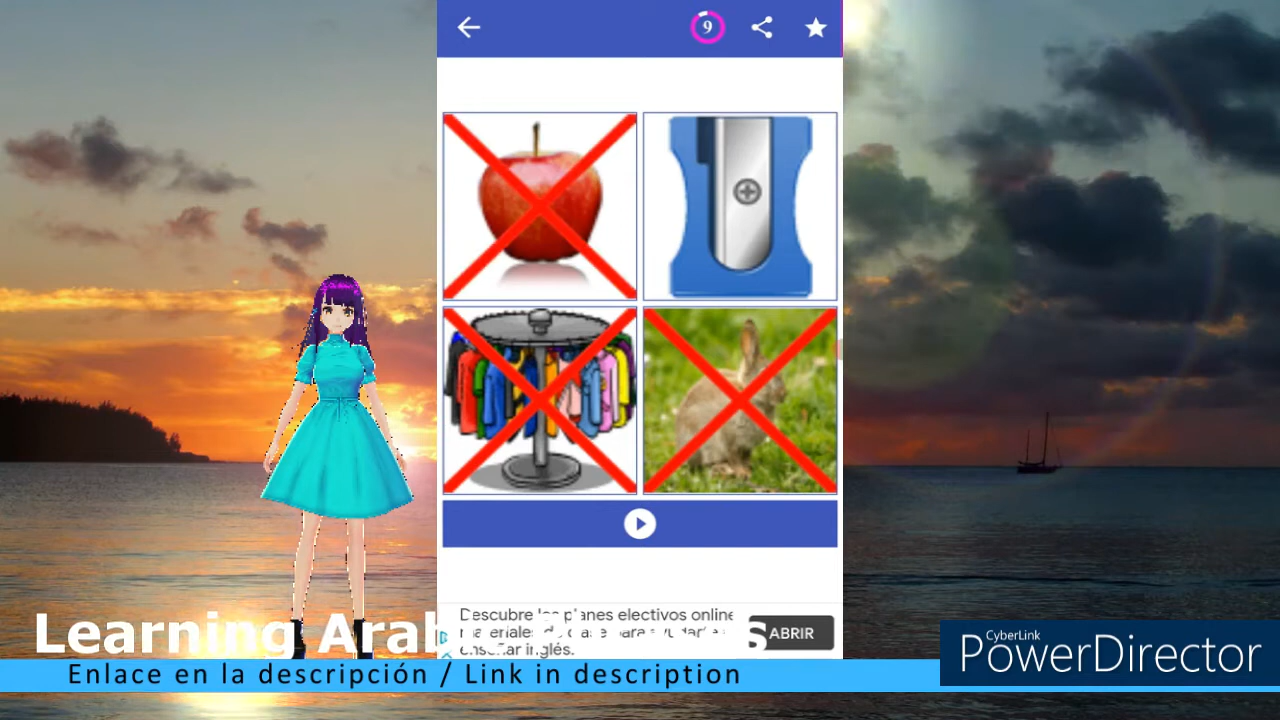 9
Descubre los planes electivos online
enseñar inglés.
ABRIR
Learning Arab
Enlace en la descripción / Link in description
CyberLink
PowerDirector